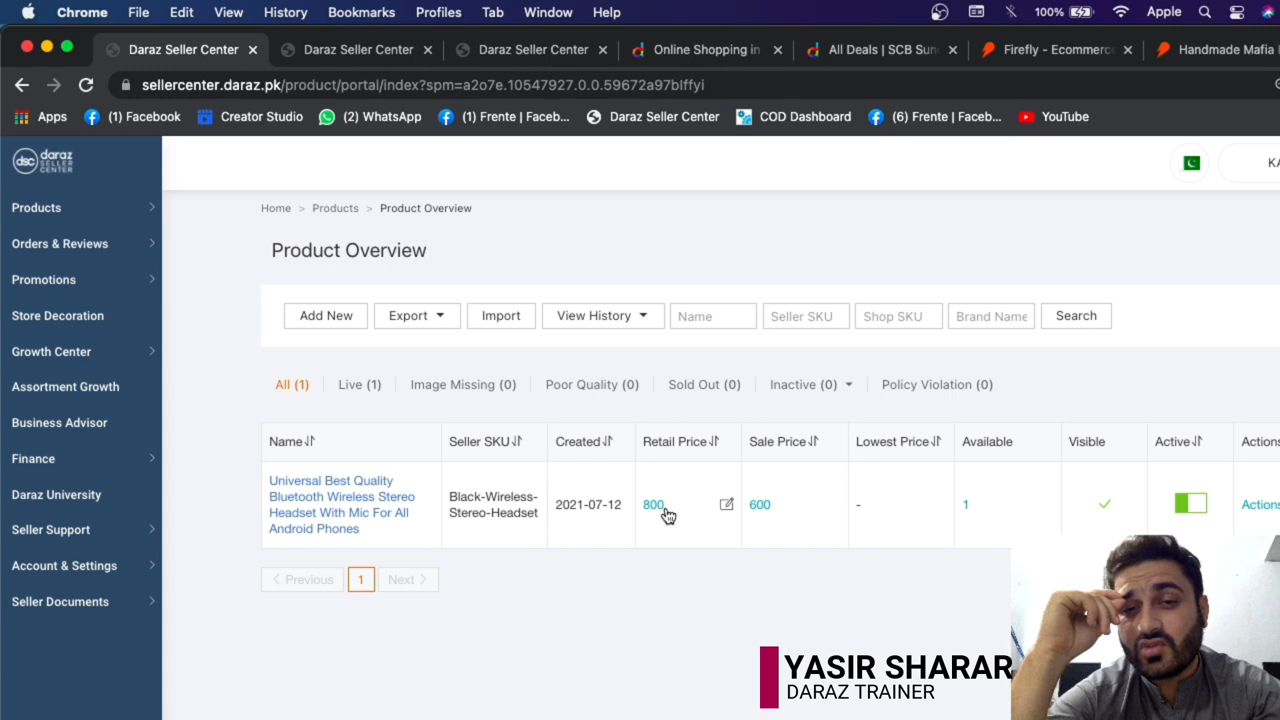 Chrome File Edit View History Bookmarks Profiles Tab Window Help 100% Apple
Daraz Seller Center Daraz Seller Center Daraz Seller Center Online Shopping in All Deals | SCB Sun Firefly - Ecommerc Handmade Mafia
sellercenter.daraz.pk/product/portal/index?spm=a2o7e.10547927.0.0.59672a97blffyi
Apps (1) Facebook Creator Studio (2) WhatsApp (1) Frente | Faceb... Daraz Seller Center COD Dashboard (6) Frente | Faceb... YouTube
dsc daraz
SELLER
CENTER
KA
Products
Orders & Reviews
Promotions
Store Decoration
Growth Center
Assortment Growth
Business Advisor
Finance
Daraz University
Seller Support
Account & Settings
Seller Documents
Home > Products > Product Overview
Product Overview
Add New Export Import View History Name Seller SKU Shop SKU Brand Name Search
All (1) Live (1) Image Missing (0) Poor Quality (0) Sold Out (0) Inactive (0) Policy Violation (0)
Name Seller SKU Created Retail Price Sale Price Lowest Price Available Visible Active Actions
Universal Best Quality
Bluetooth Wireless Stereo
Headset With Mic For All
Android Phones
Black-Wireless-
Stereo-Headset
2021-07-12
800
600
-
1
Actions
< Previous 1 Next >
YASIR SHARAR
DARAZ TRAINER